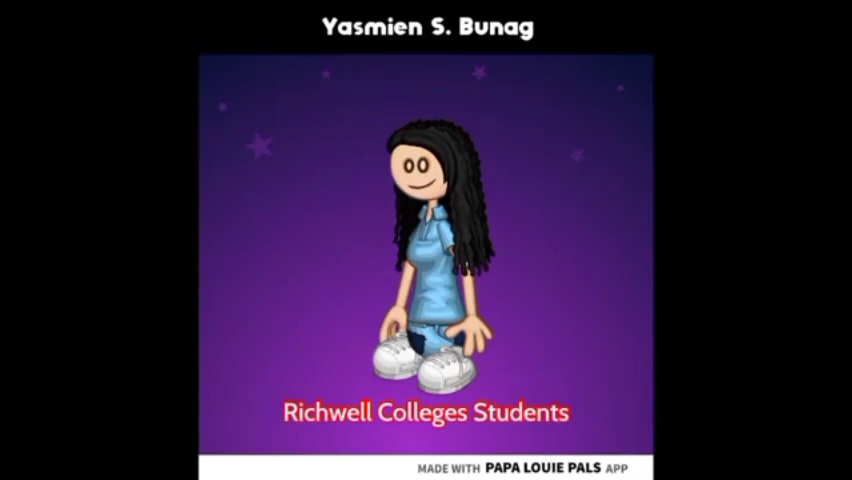 Yasmien S. Bunag
Richwell Colleges Students
MADE WITH PAPA LOUIE PALS APP